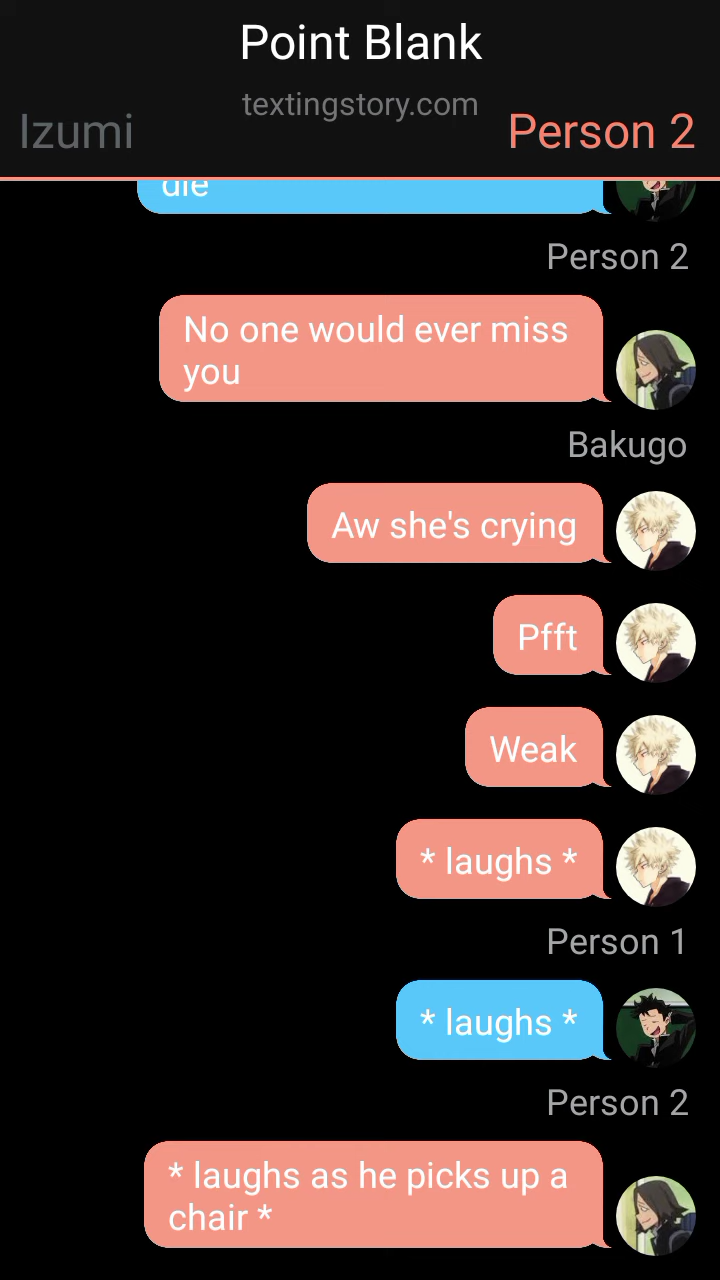 Point Blank
textingstory.com
Izumi
Person 2
die
Person 2
No one would ever miss
you
Bakugo
Aw she's crying
Pfft
Weak
* laughs *
Person 1
* laughs *
Person 2
* laughs as he picks up a
chair *